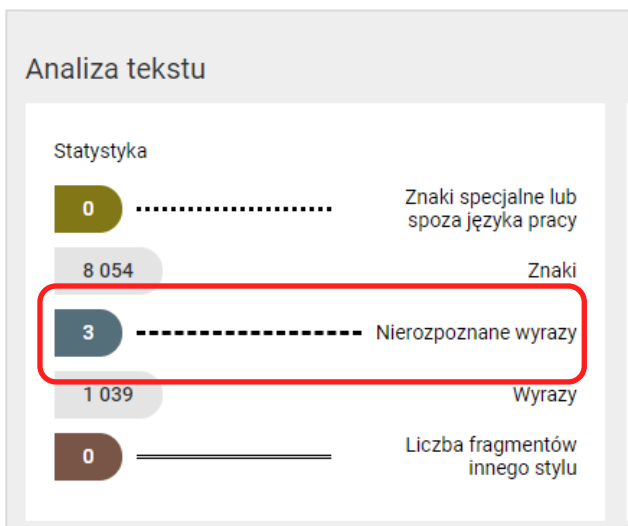 Analiza tekstu
Statystyka
0
Znaki specjalne lub
spoza języka pracy
8 054
Znaki
3
Nierozpoznane wyrazy
1 039
Wyrazy
0
Liczba fragmentów
innego stylu